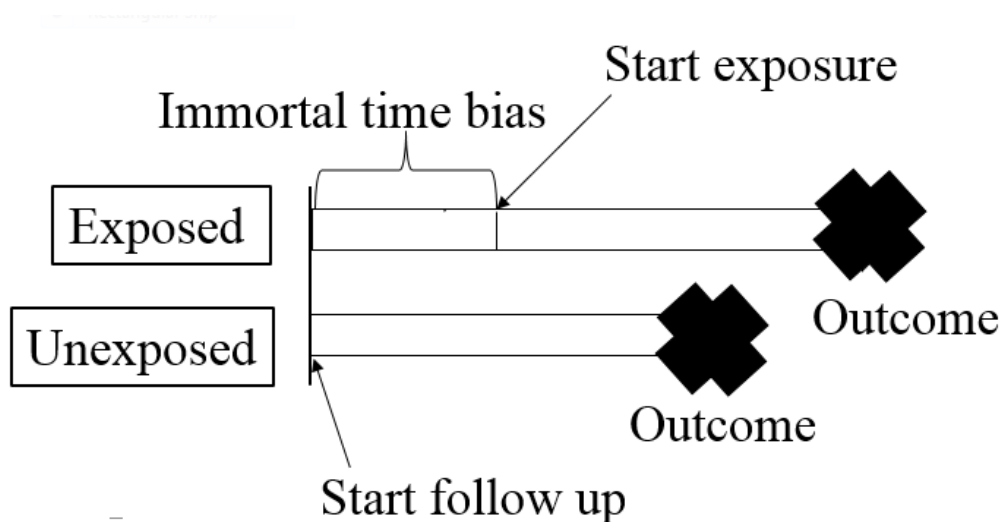 Start exposure
Immortal time bias
Exposed
Outcome
Unexposed
Outcome
Start follow up